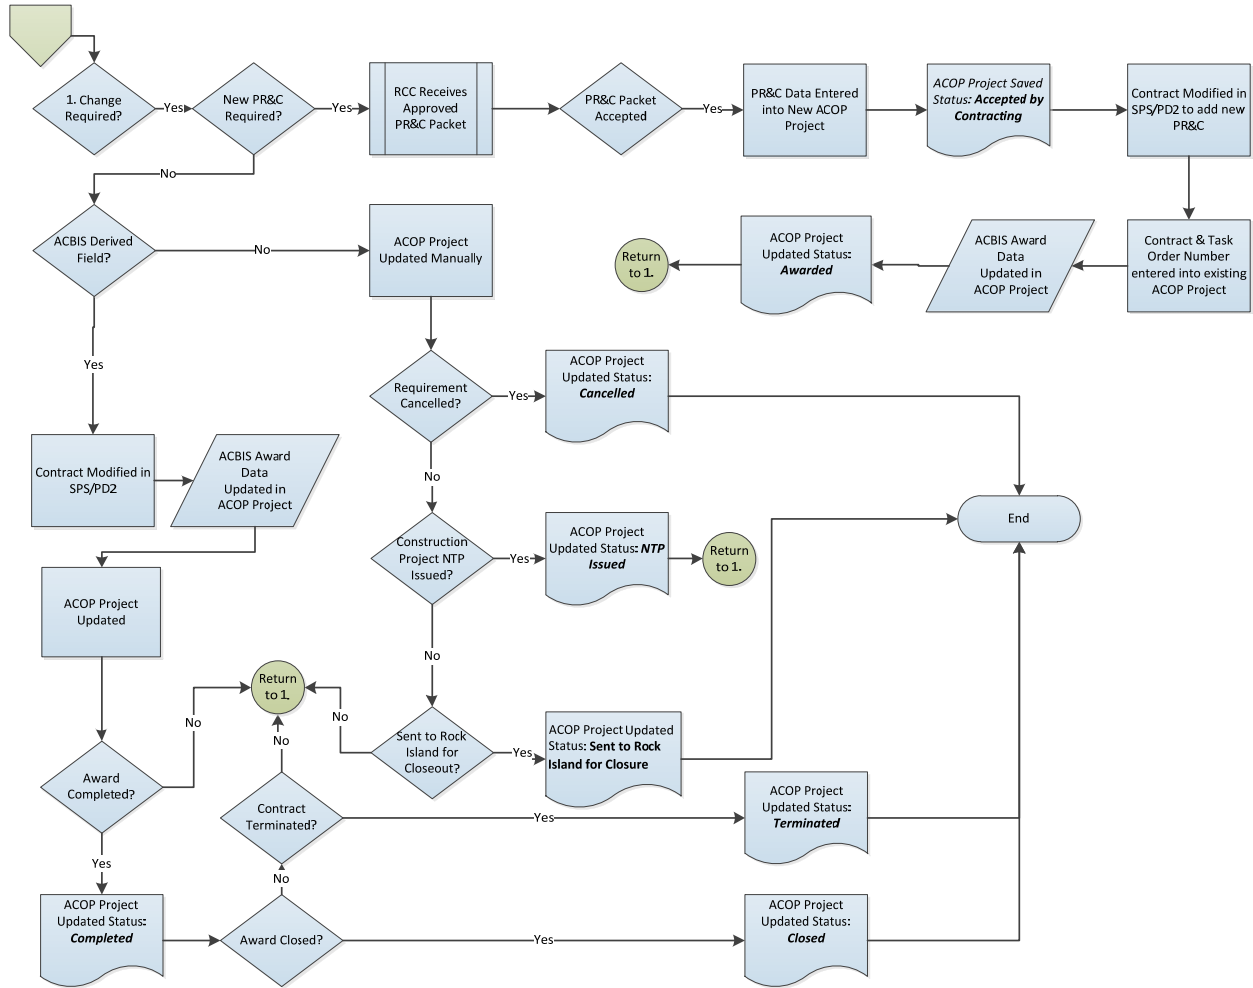 1. Change
Required?
Yes
New PR&C
Required?
Yes
RCC Receives
Approved
PR&C Packet
PR&C Packet
Accepted
Yes
PR&C Data Entered
into New ACOP
Project
ACOP Project Saved
Status: Accepted by
Contracting
Contract Modified in
SPS/PD2 to add new
PR&C
No
ACBIS Derived
Field?
No
ACOP Project
Updated Manually
Return
to 1.
ACOP Project
Updated Status:
Awarded
ACBIS Award
Data
Updated in
ACOP Project
Contract & Task
Order Number
entered into existing
ACOP Project
Yes
Requirement
Cancelled?
Yes
ACOP Project
Updated Status:
Cancelled
Contract Modified in
SPS/PD2
ACBIS Award
Data
Updated in
ACOP Project
No
End
Construction
Project NTP
Issued?
Yes
ACOP Project
Updated Status: NTP
Issued
Return
to 1.
ACOP Project
Updated
No
Return
to 1.
No
No
No
Sent to Rock
Island for
Closeout?
Yes
ACOP Project Updated
Status: Sent to Rock
Island for Closure
Award
Completed?
Contract
Terminated?
Yes
ACOP Project
Updated Status:
Terminated
Yes
No
ACOP Project
Updated Status:
Completed
Award Closed?
Yes
ACOP Project
Updated Status:
Closed